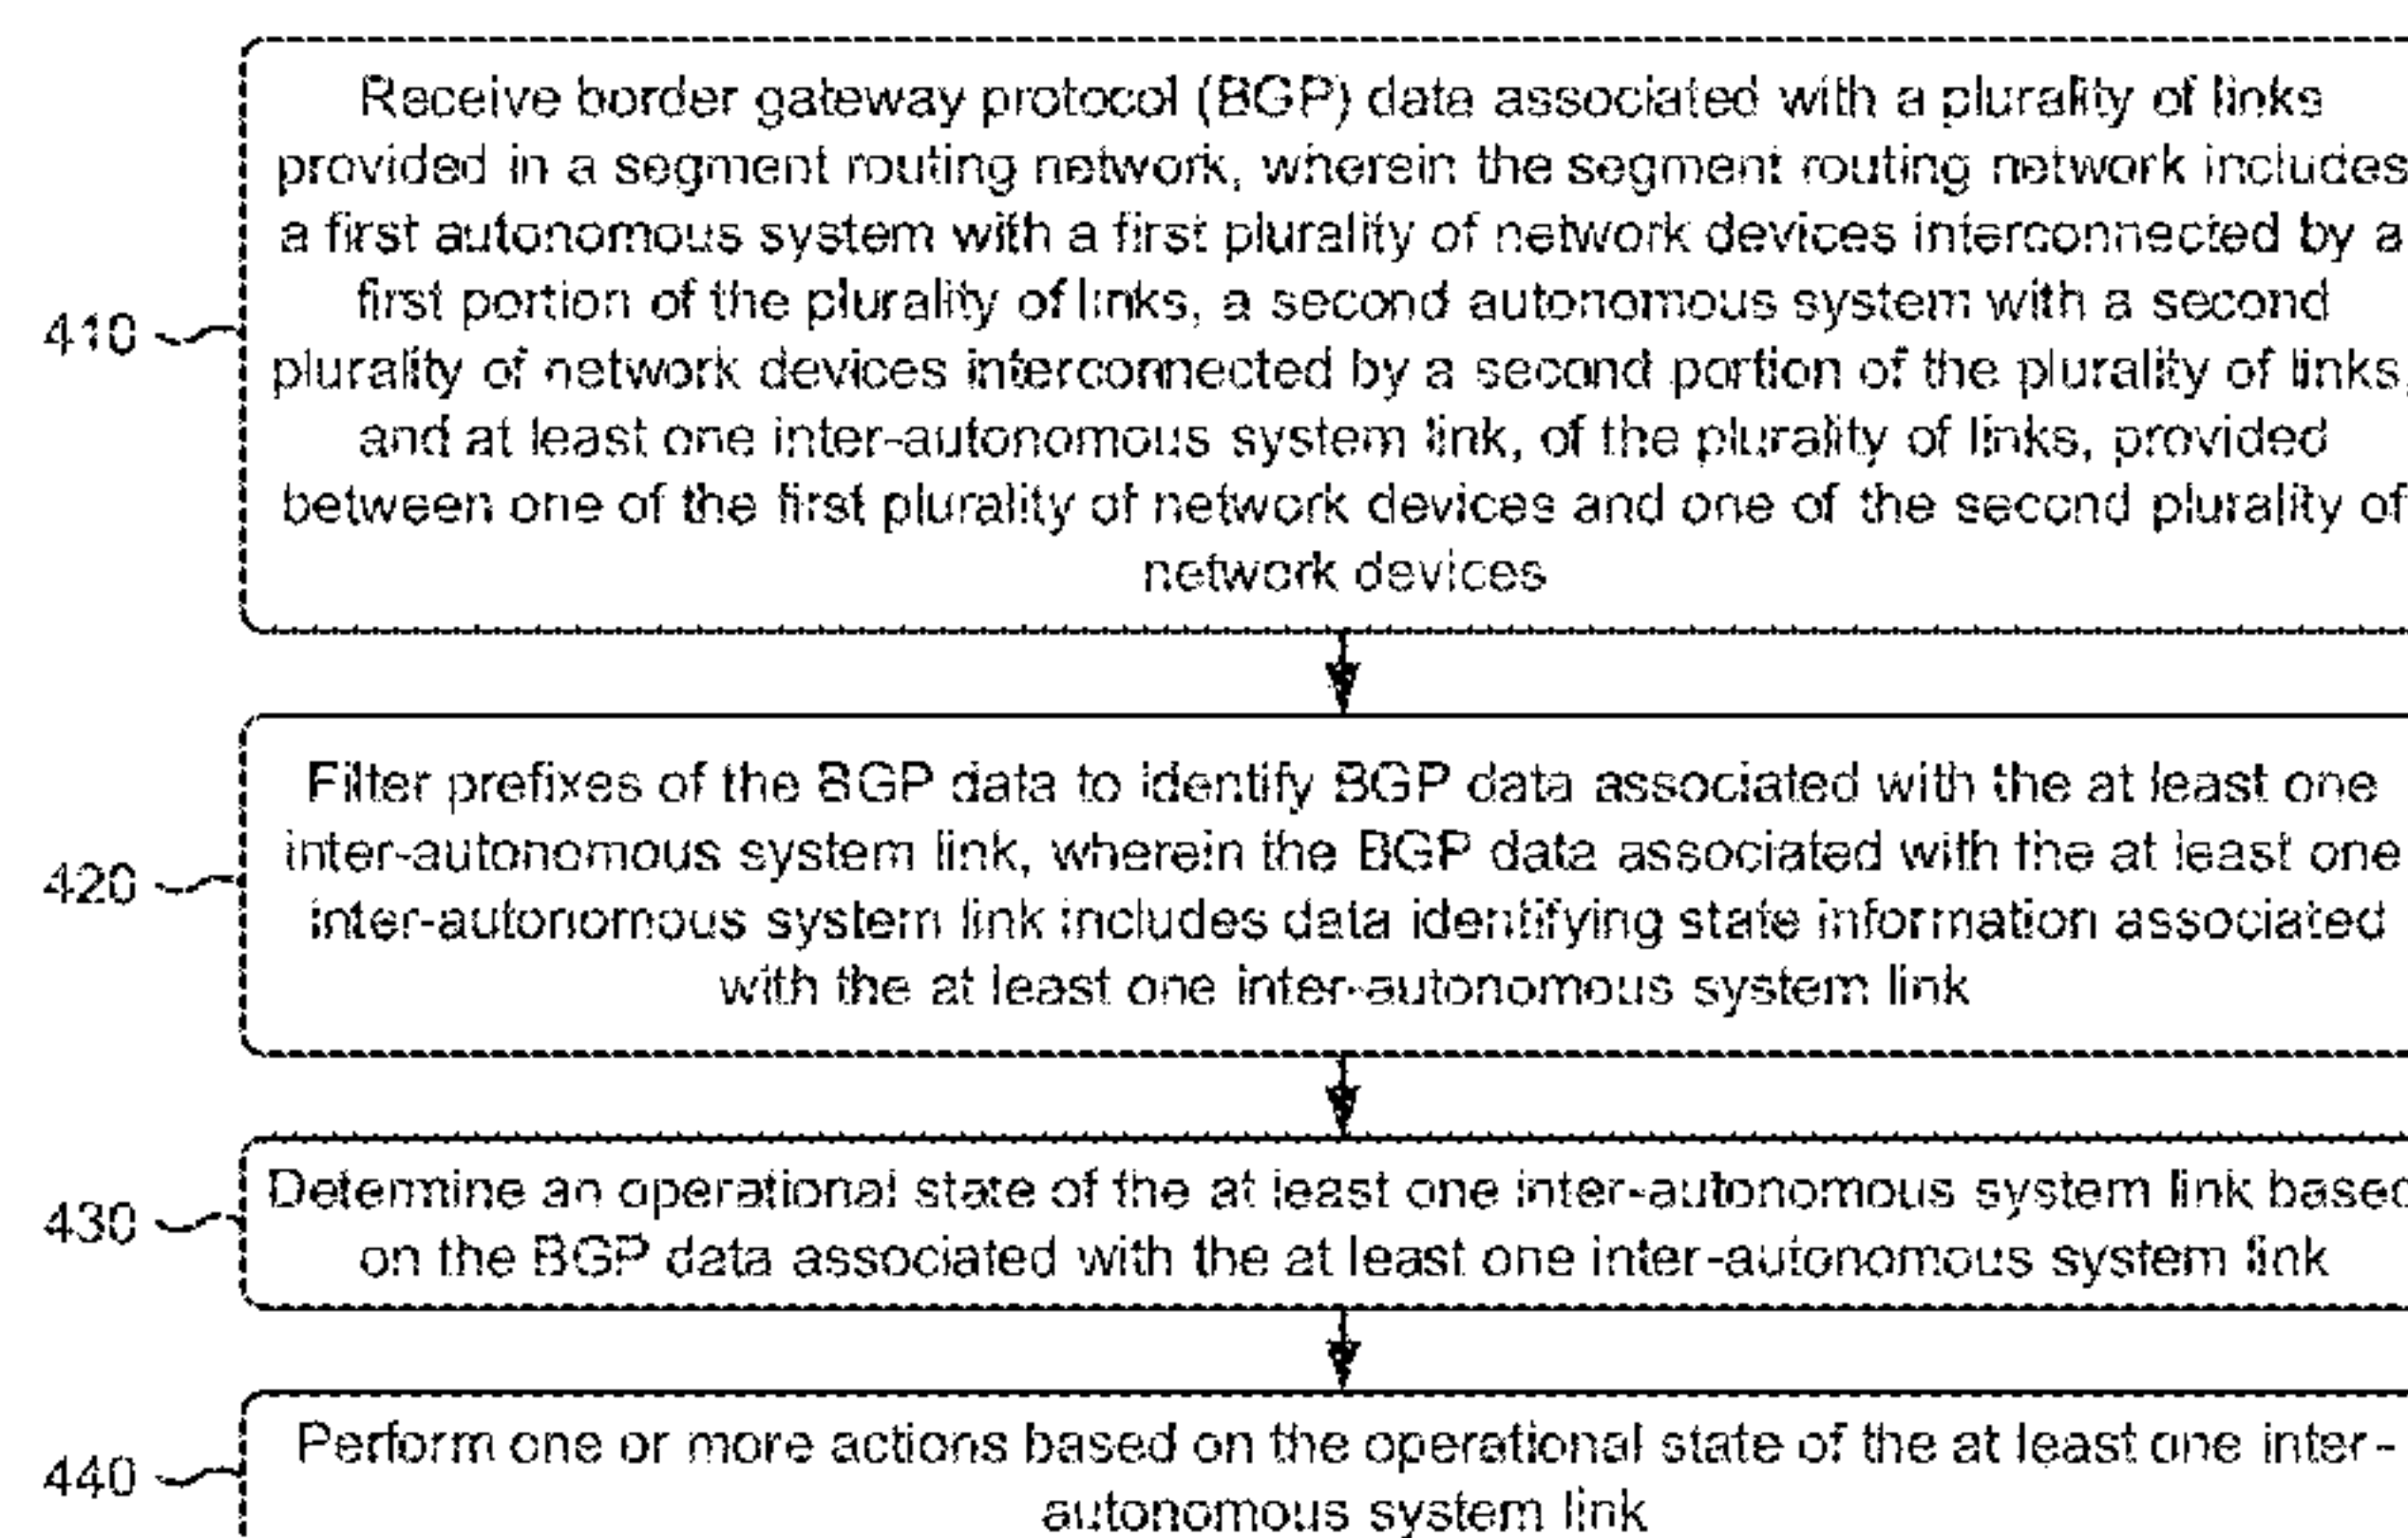 Receive border gateway protocol (BGP) data associated with a plurality of links
provided in a segment routing network, wherein the segment routing network includes
a first autonomous system with a first plurality of network devices interconnected by a
first portion of the plurality of links, a second autonomous system with a second
410
plurality of network devices interconnected by a second portion of the plurality of links,
and at least one inter-autonomous system link, of the plurality of links, provided
between one of the first plurality of network devices and one of the second plurality of
network devices
Filter prefixes of the BGP data to identify BGP data associated with the at least one
inter-autonomous system link, wherein the BGP data associated with the at least one
420
inter-autonomous system link includes data identifying state information associated
with the at least one inter-autonomous system link
Determine an operational state of the at least one inter-autonomous system link based
430
on the BGP data associated with the at least one inter-autonomous system link
Perform one or more actions based on the operational state of the at least one inter-
440
autonomous system link